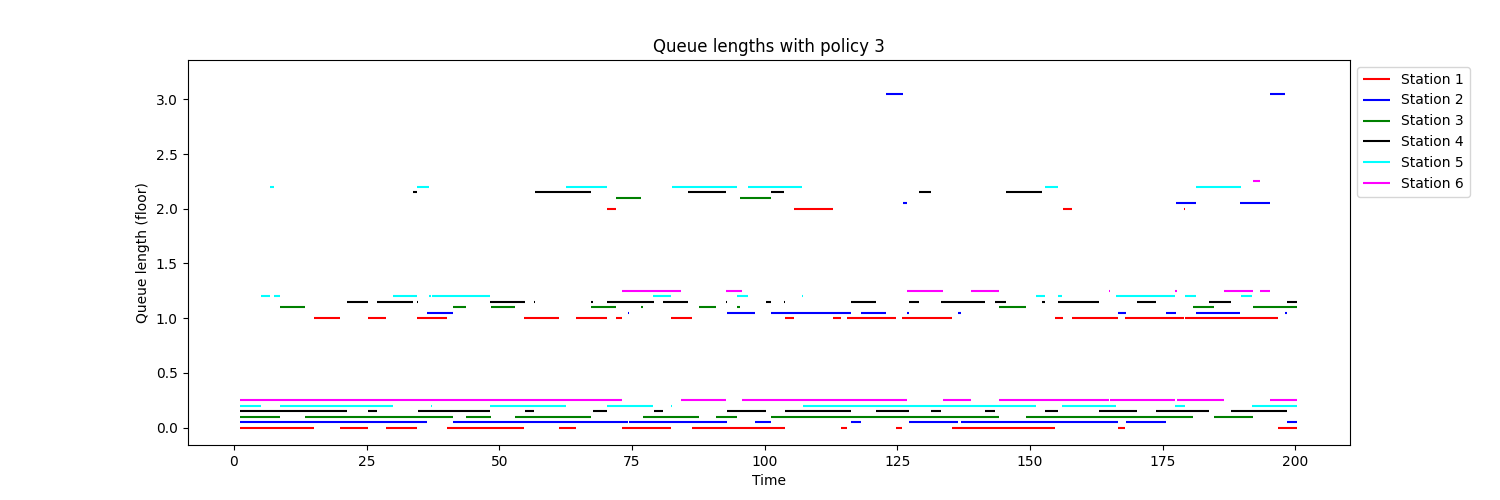 Queue lengths with policy 3
Queue length (floor)
3.0
2.5
2.0
1.5
1.0
0.5
0.0
0
25
50
75
100
125
150
175
200
Time
Station 1
Station 2
Station 3
Station 4
Station 5
Station 6